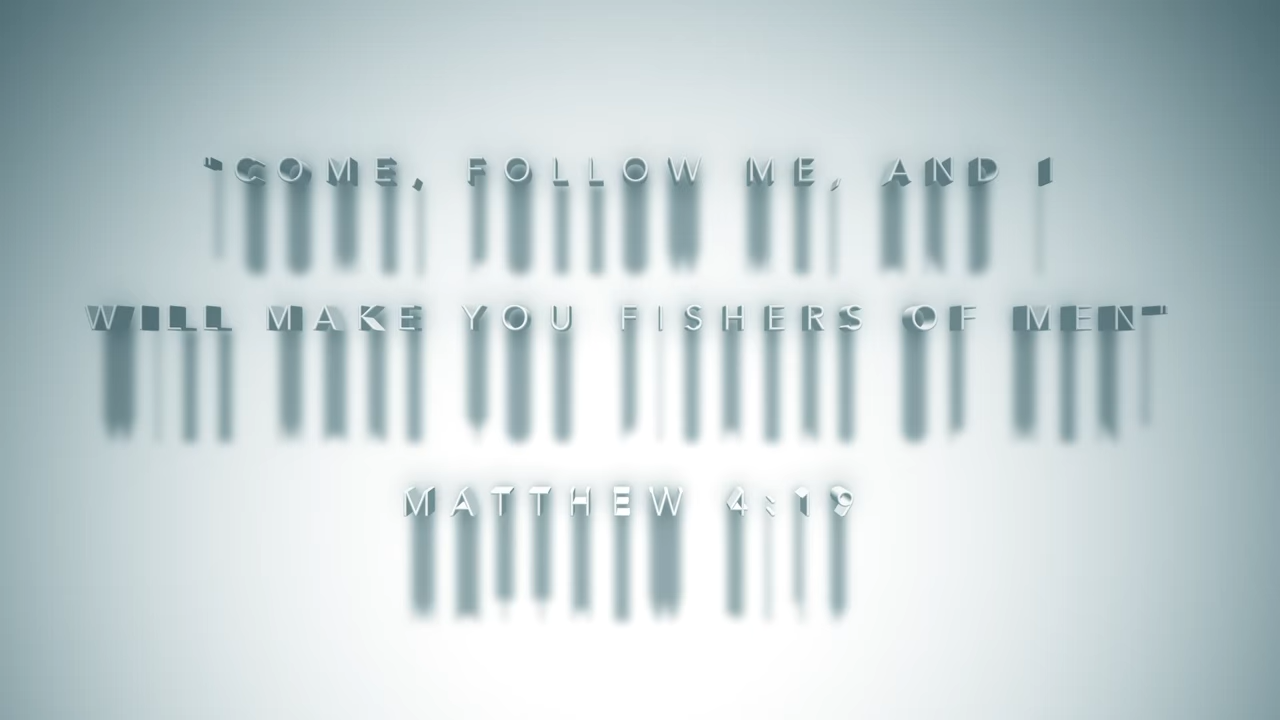 "COME, FOLLOW ME, AND I
WILL MAKE YOU FISHERS OF MEN"
MATTHEW 4:19